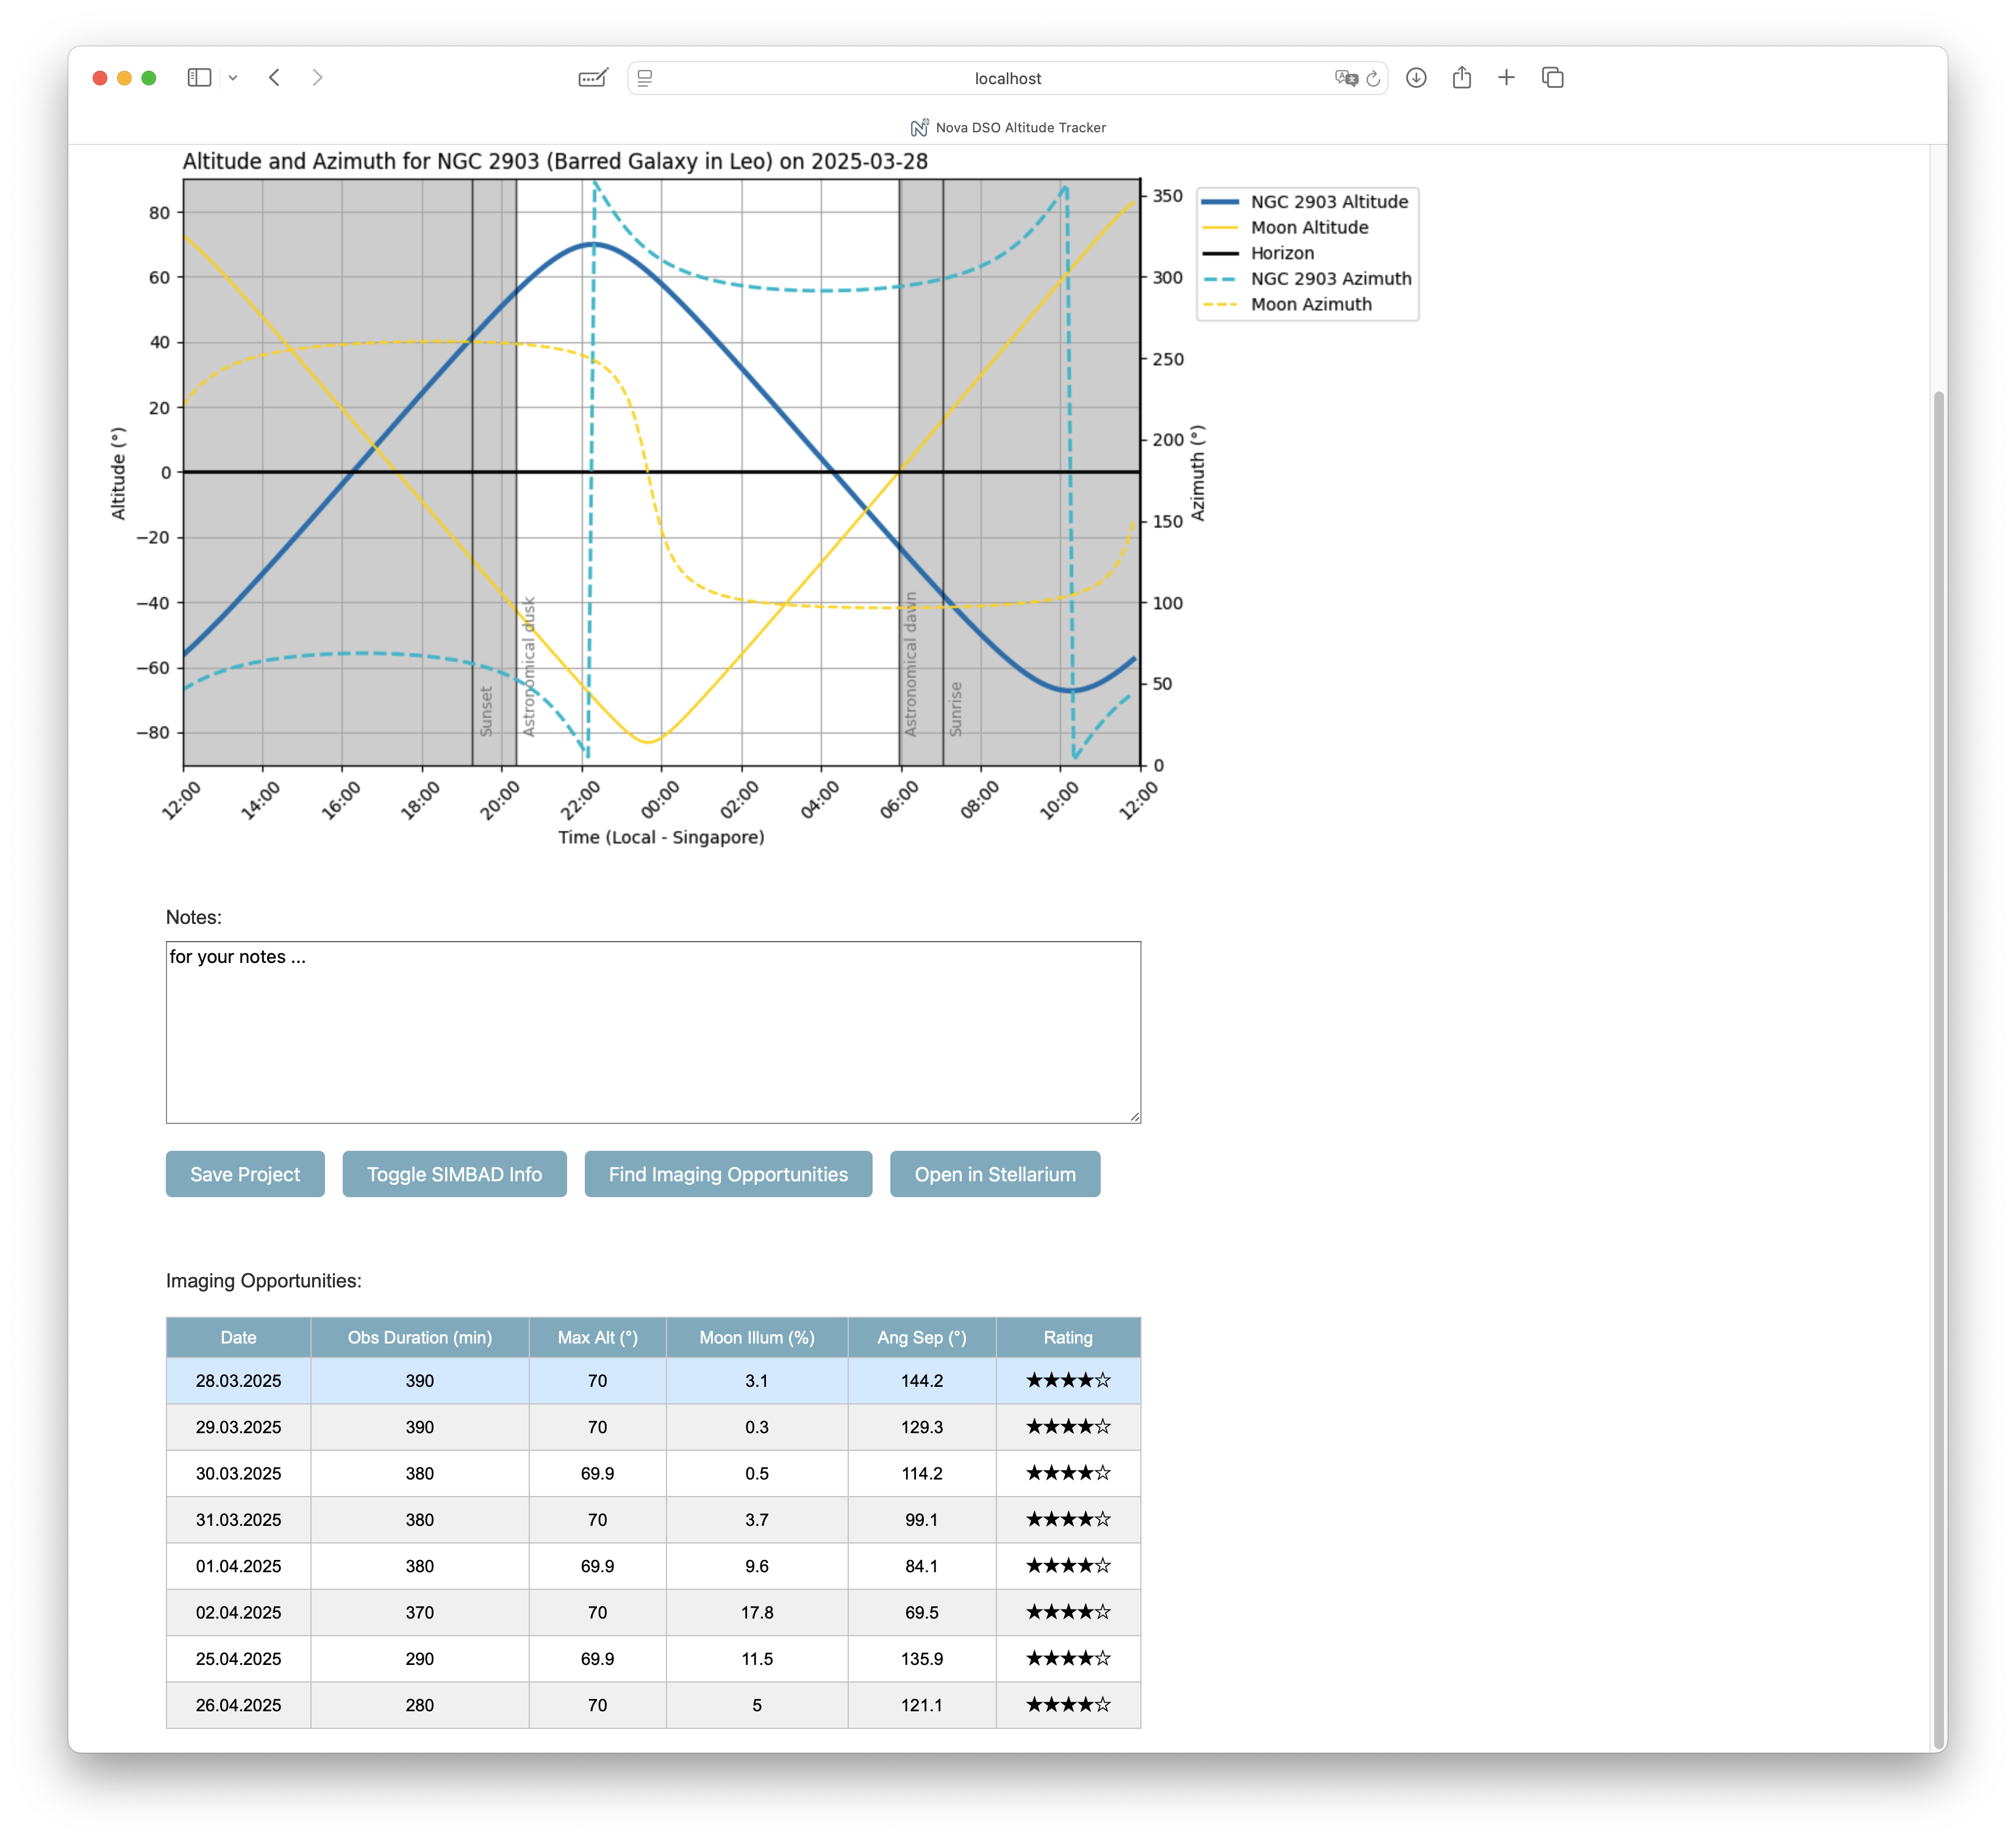 localhost
Nova DSO Altitude Tracker
Altitude and Azimuth for NGC 2903 (Barred Galaxy in Leo) on 2025-03-28
80
60
40
20
0
−20
−40
−60
−80
Altitude (°)
350
300
250
200
150
100
50
0
Azimuth (°)
NGC 2903 Altitude
Moon Altitude
Horizon
NGC 2903 Azimuth
Moon Azimuth
Sunset
Astronomical dusk
Astronomical dawn
Sunrise
12:00 14:00 16:00 18:00 20:00 22:00 00:00 02:00 04:00 06:00 08:00 10:00 12:00
Time (Local - Singapore)
Notes:
for your notes ...
Save Project Toggle SIMBAD Info Find Imaging Opportunities Open in Stellarium
Imaging Opportunities:
Date Obs Duration (min) Max Alt (°) Moon Illum (%) Ang Sep (°) Rating
28.03.2025 390 70 3.1 144.2 ★★★★☆
29.03.2025 390 70 0.3 129.3 ★★★★☆
30.03.2025 380 69.9 0.5 114.2 ★★★★☆
31.03.2025 380 70 3.7 99.1 ★★★★☆
01.04.2025 380 69.9 9.6 84.1 ★★★★☆
02.04.2025 370 70 17.8 69.5 ★★★★☆
25.04.2025 290 69.9 11.5 135.9 ★★★★☆
26.04.2025 280 70 5 121.1 ★★★★☆